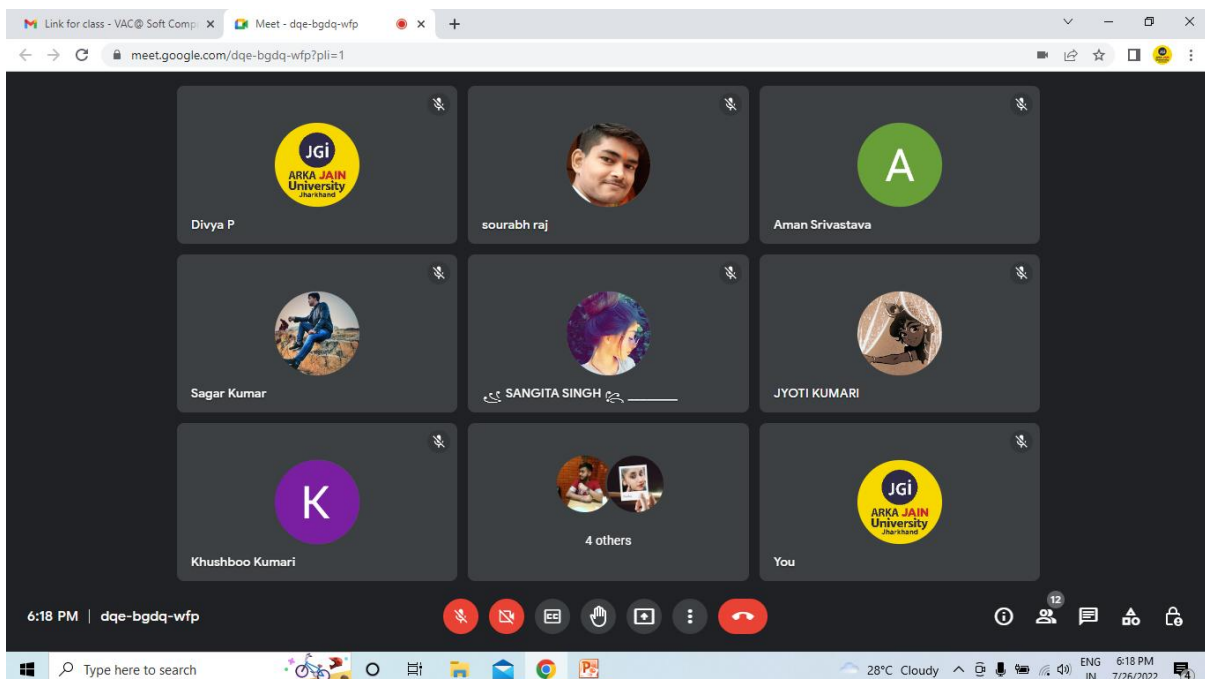 Link for class - VAC@ Soft Comp
Meet - dqe-bgdq-wfp
meet.google.com/dqe-bgdq-wfp?pli=1
JGi
ARKA JAIN
University
Jharkhand
Divya P
sourabh raj
A
Aman Srivastava
Sagar Kumar
SANGITA SINGH
JYOTI KUMARI
K
Khushboo Kumari
4 others
JGi
ARKA JAIN
University
Jharkhand
You
6:18 PM | dqe-bgdq-wfp
CC
12
Type here to search
28°C Cloudy
ENG
IN
6:18 PM
7/26/2022
4